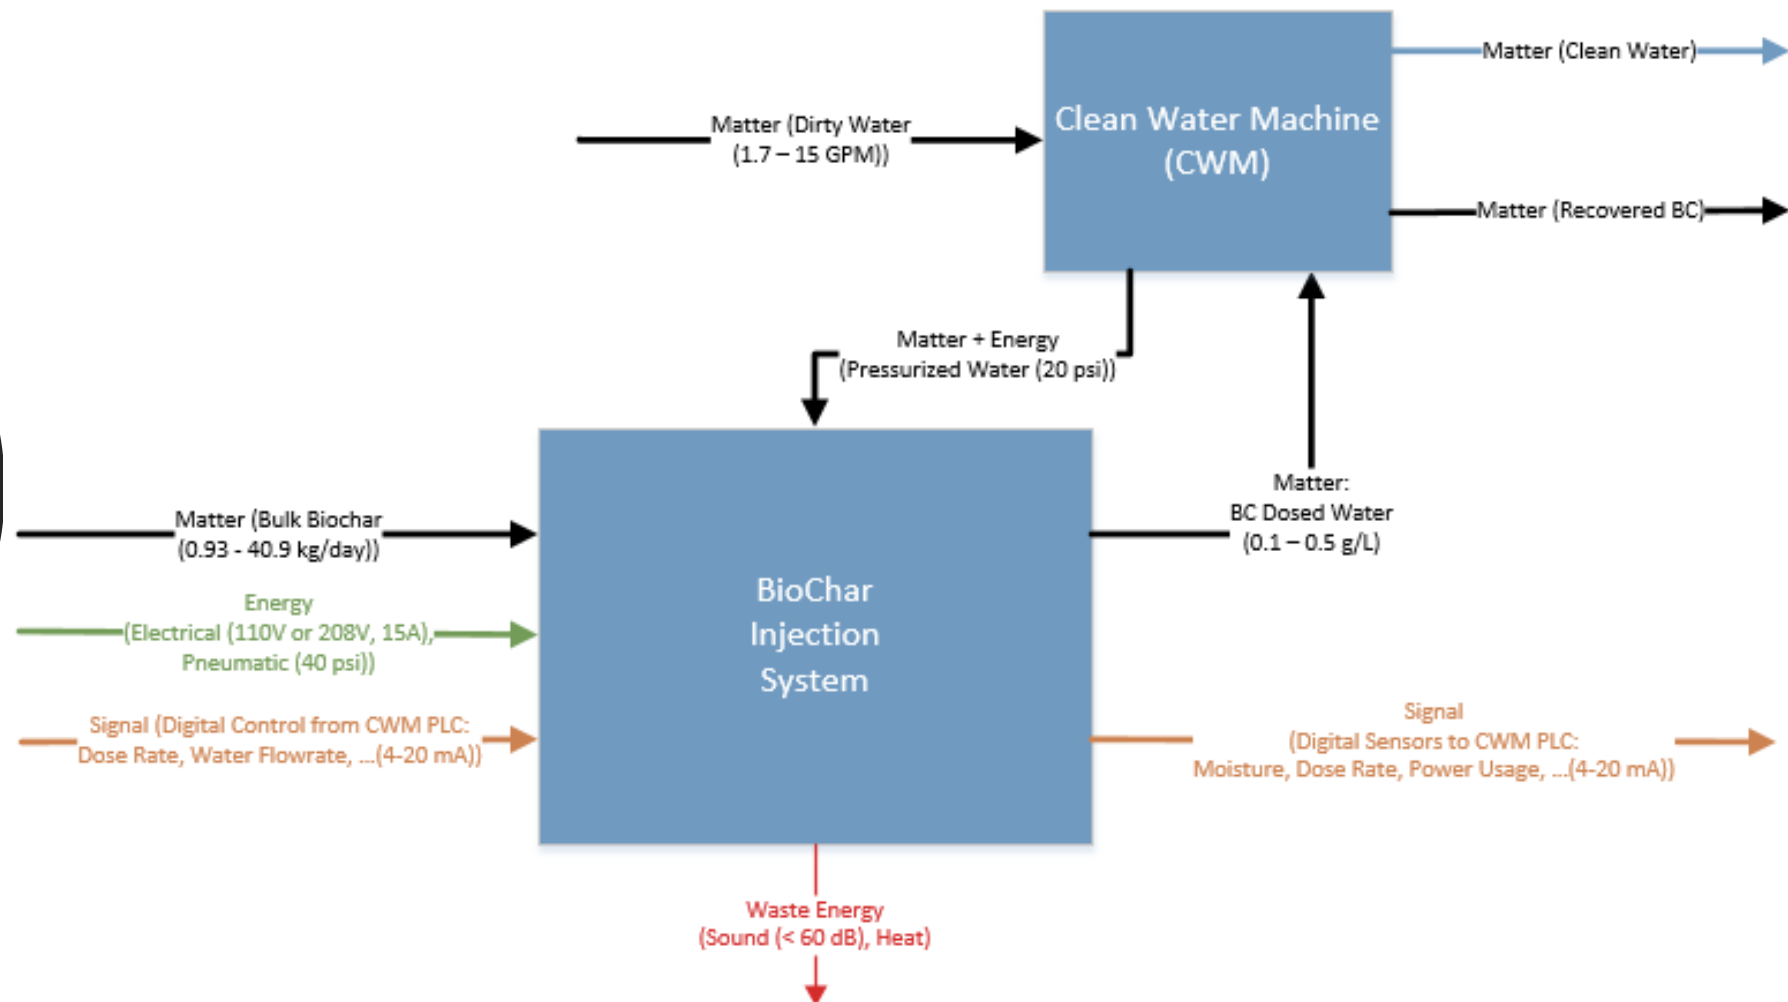 Matter (Clean Water)
Clean Water Machine
(CWM)
Matter (Dirty Water
(1.7 – 15 GPM))
Matter (Recovered BC)
Matter + Energy
(Pressurized Water (20 psi))
Matter:
BC Dosed Water
(0.1 – 0.5 g/L)
Matter (Bulk Biochar
(0.93 - 40.9 kg/day))
BioChar
Injection
System
Energy
(Electrical (110V or 208V, 15A),
Pneumatic (40 psi))
Signal (Digital Control from CWM PLC:
Dose Rate, Water Flowrate, ...(4-20 mA))
Signal
(Digital Sensors to CWM PLC:
Moisture, Dose Rate, Power Usage, ...(4-20 mA))
Waste Energy
(Sound (< 60 dB), Heat)